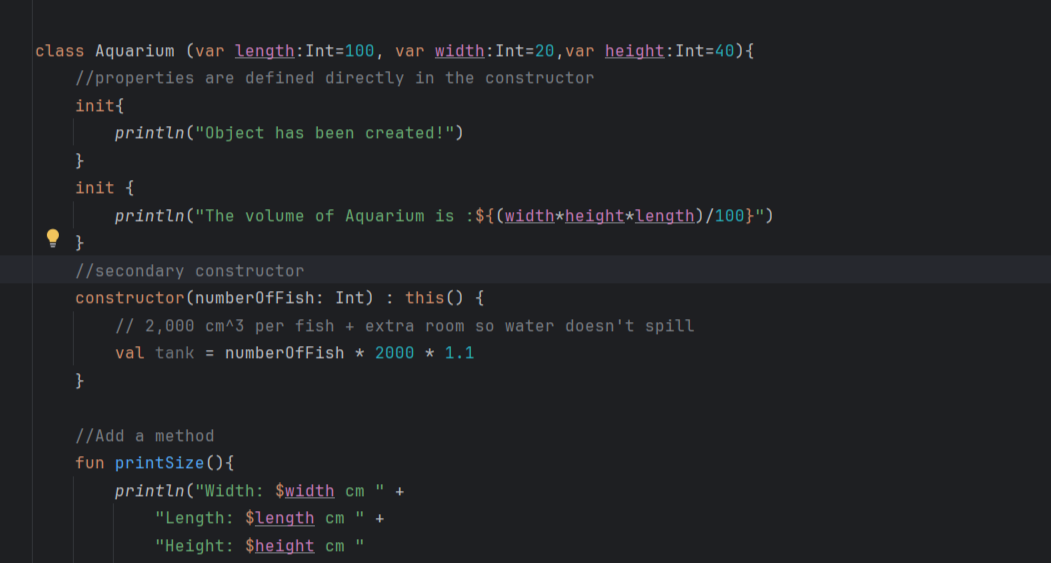 class Aquarium (var length:Int=100, var width:Int=20,var height:Int=40){
    //properties are defined directly in the constructor
    init{
        println("Object has been created!")
    }
    init {
        println("The volume of Aquarium is :${(width*height*length)/100}")
    }
    //secondary constructor
    constructor(numberOfFish: Int) : this() {
        // 2,000 cm^3 per fish + extra room so water doesn't spill
        val tank = numberOfFish * 2000 * 1.1
    }

    //Add a method
    fun printSize(){
        println("Width: $width cm " +
            "Length: $length cm " +
            "Height: $height cm "